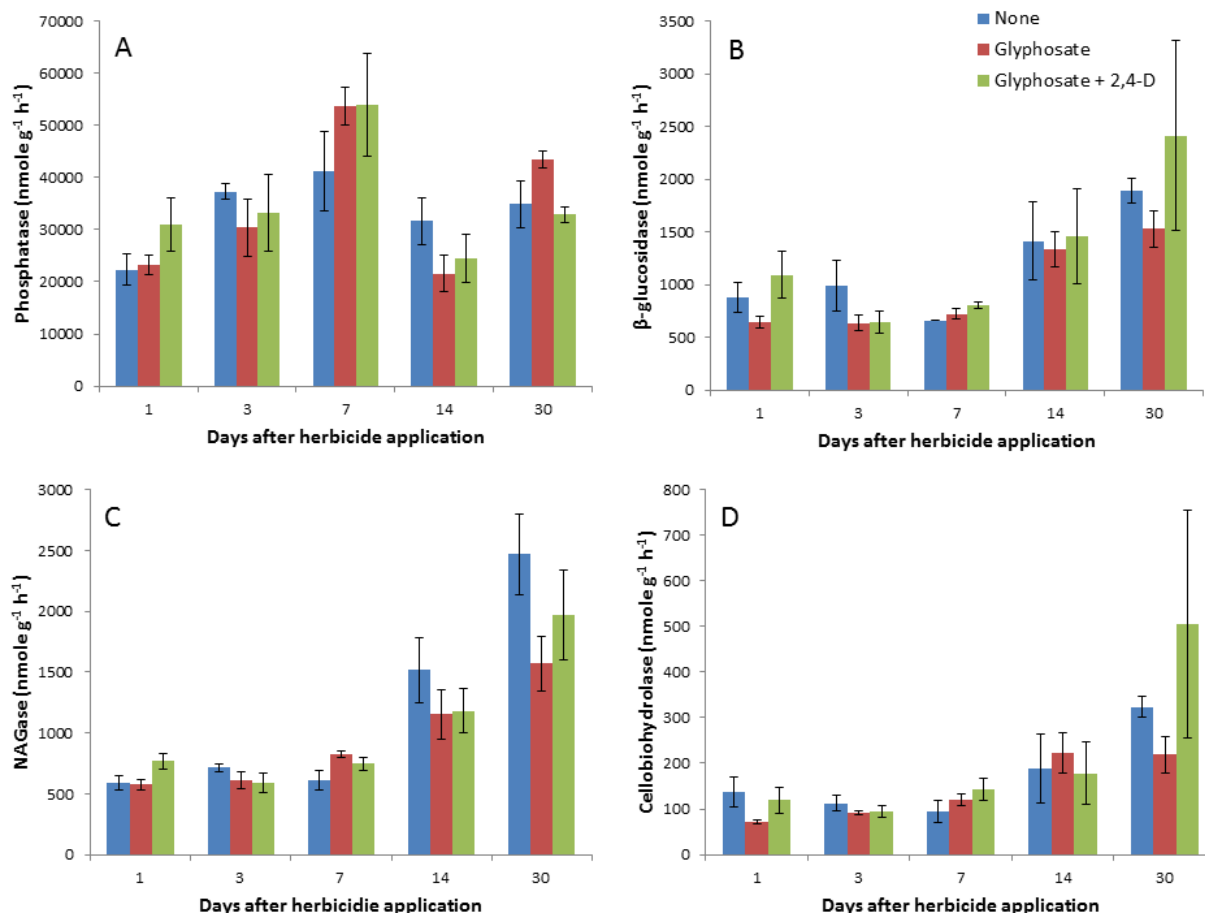 A
70000
60000
50000
40000
30000
20000
10000
0
Phosphatase (nmole g⁻¹ h⁻¹)
1 3 7 14 30
Days after herbicide application
B
None
Glyphosate
Glyphosate + 2,4-D
3500
3000
2500
2000
1500
1000
500
0
β-glucosidase (nmole g⁻¹ h⁻¹)
1 3 7 14 30
Days after herbicide application
C
3000
2500
2000
1500
1000
500
0
NAGase (nmole g⁻¹ h⁻¹)
1 3 7 14 30
Days after herbicidie application
D
800
700
600
500
400
300
200
100
0
Cellobiohydrolase (nmole g⁻¹ h⁻¹)
1 3 7 14 30
Days after herbicide application